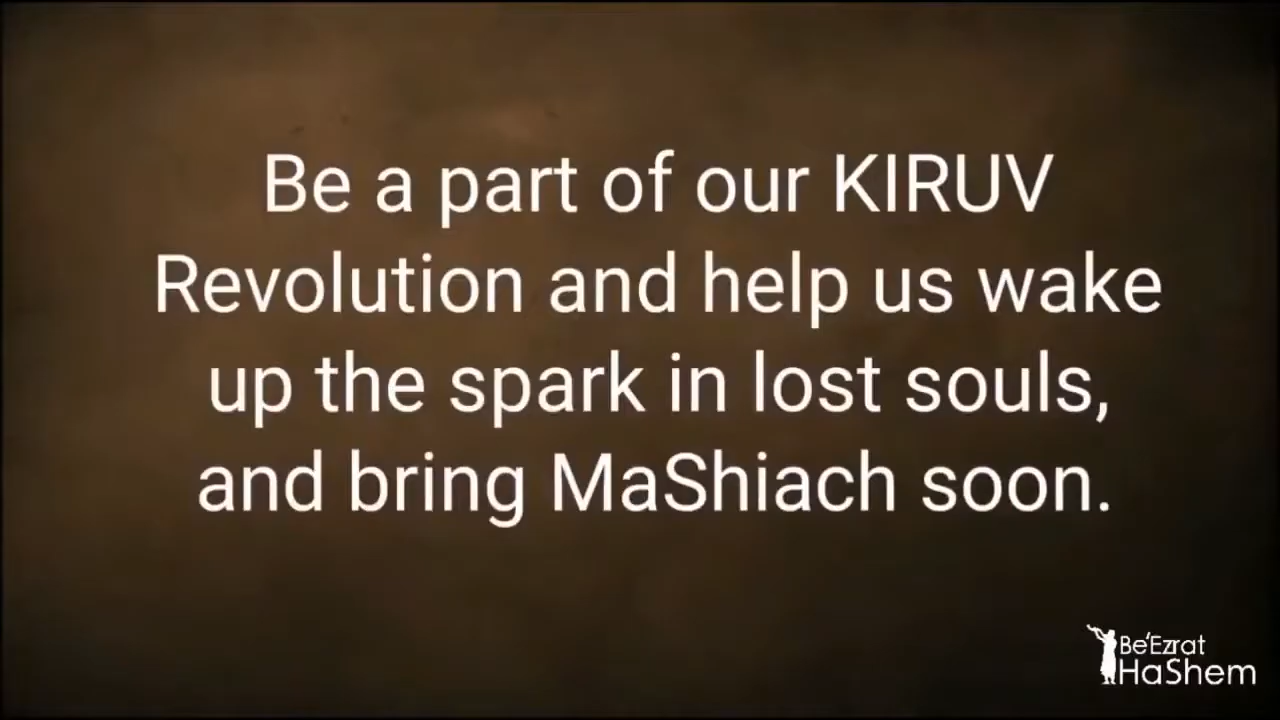 Be a part of our KIRUV
Revolution and help us wake
up the spark in lost souls,
and bring MaShiach soon.
Be'Ezrat
HaShem